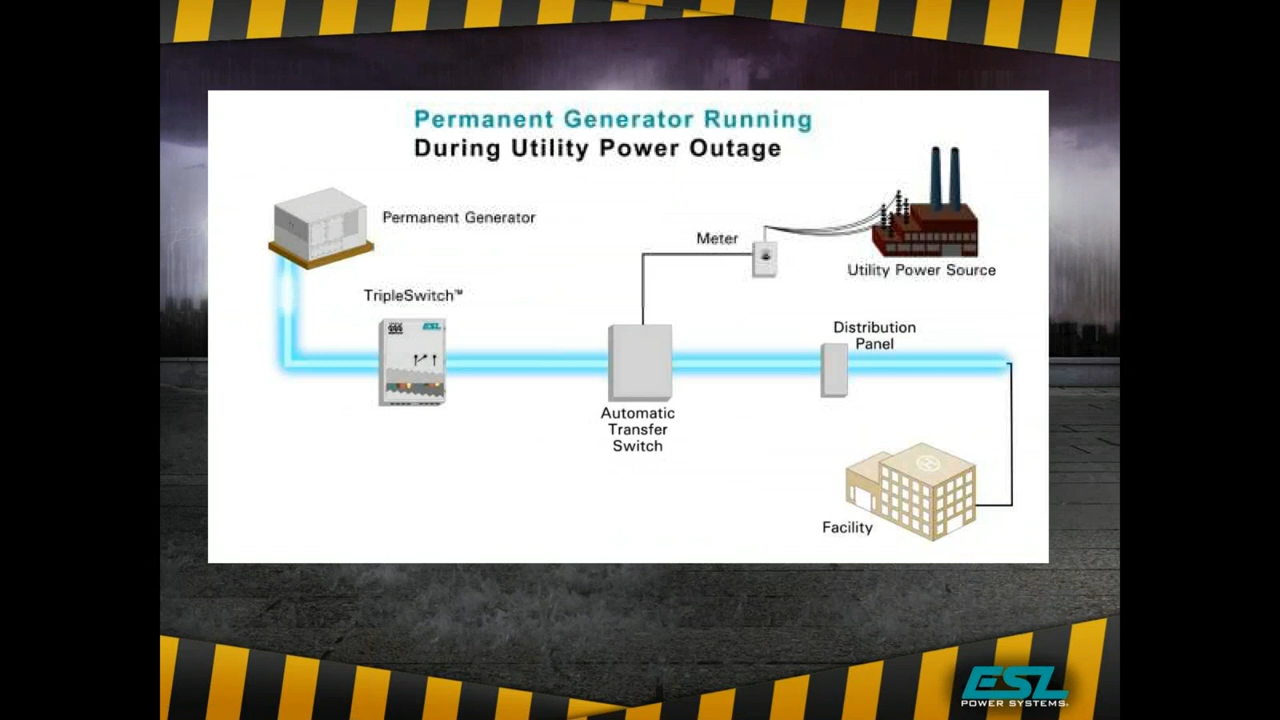 Permanent Generator Running
During Utility Power Outage
Permanent Generator
Meter
Utility Power Source
TripleSwitch™
ESL
Distribution
Panel
Automatic
Transfer
Switch
Facility
H
ESL
POWER SYSTEMS®